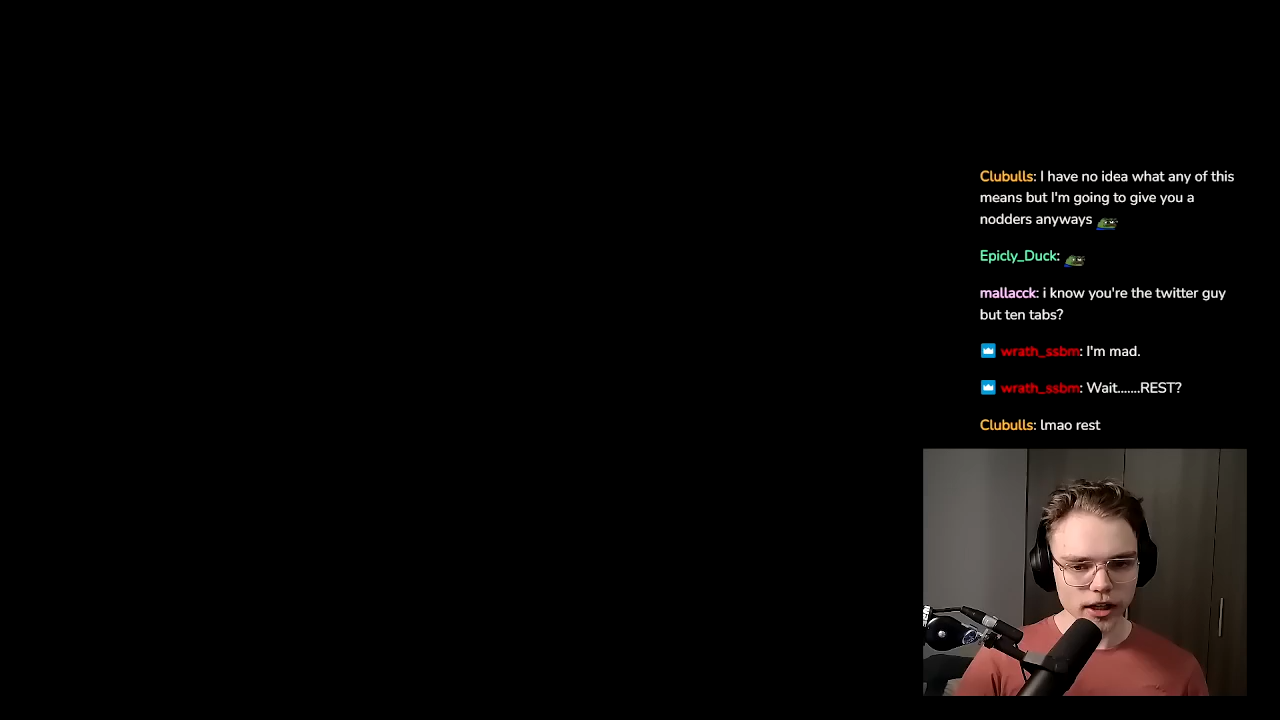 Clubulls: I have no idea what any of this
means but I'm going to give you a
nodders anyways
Epicly_Duck:
mallacck: i know you're the twitter guy
but ten tabs?
wrath_ssbm: I'm mad.
wrath_ssbm: Wait.......REST?
Clubulls: lmao rest